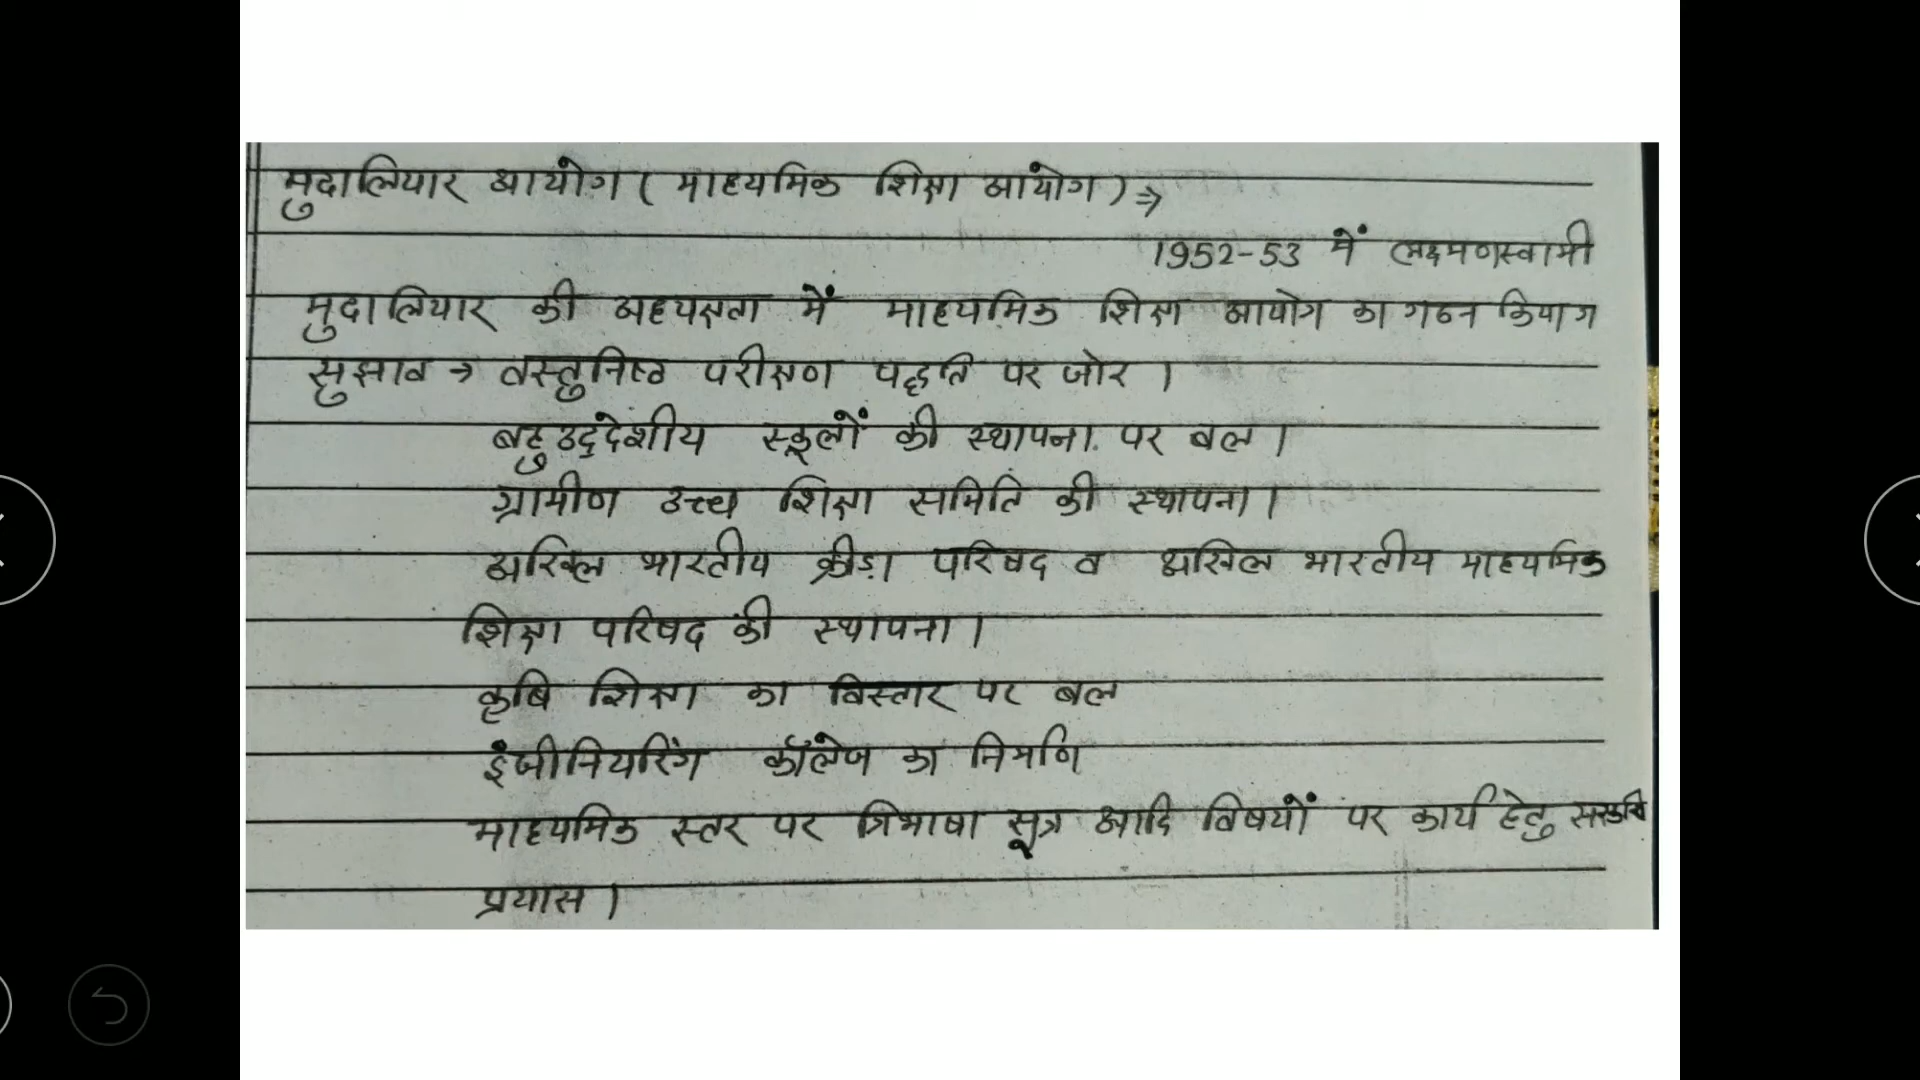 मुदालियार आयोग ( माध्यमिक शिक्षा आयोग ) ⇒
1952-53 में लक्ष्मणस्वामी
मुदालियार की अध्यक्षता में माध्यमिक शिक्षा आयोग का गठन किया ग
सुझाव → वस्तुनिष्ठ परीक्षण पद्धति पर जोर ।
बहुउद्देशीय स्कूलों की स्थापना पर बल ।
ग्रामीण उच्च शिक्षा समिति की स्थापना ।
अखिल भारतीय क्रीड़ा परिषद व अखिल भारतीय माध्यमिक
शिक्षा परिषद की स्थापना ।
कृषि शिक्षा का विस्तार पर बल
इंजीनियरिंग कॉलेज का निर्माण
माध्यमिक स्तर पर त्रिभाषा सूत्र आदि विषयों पर कार्य हेतु
प्रयास ।